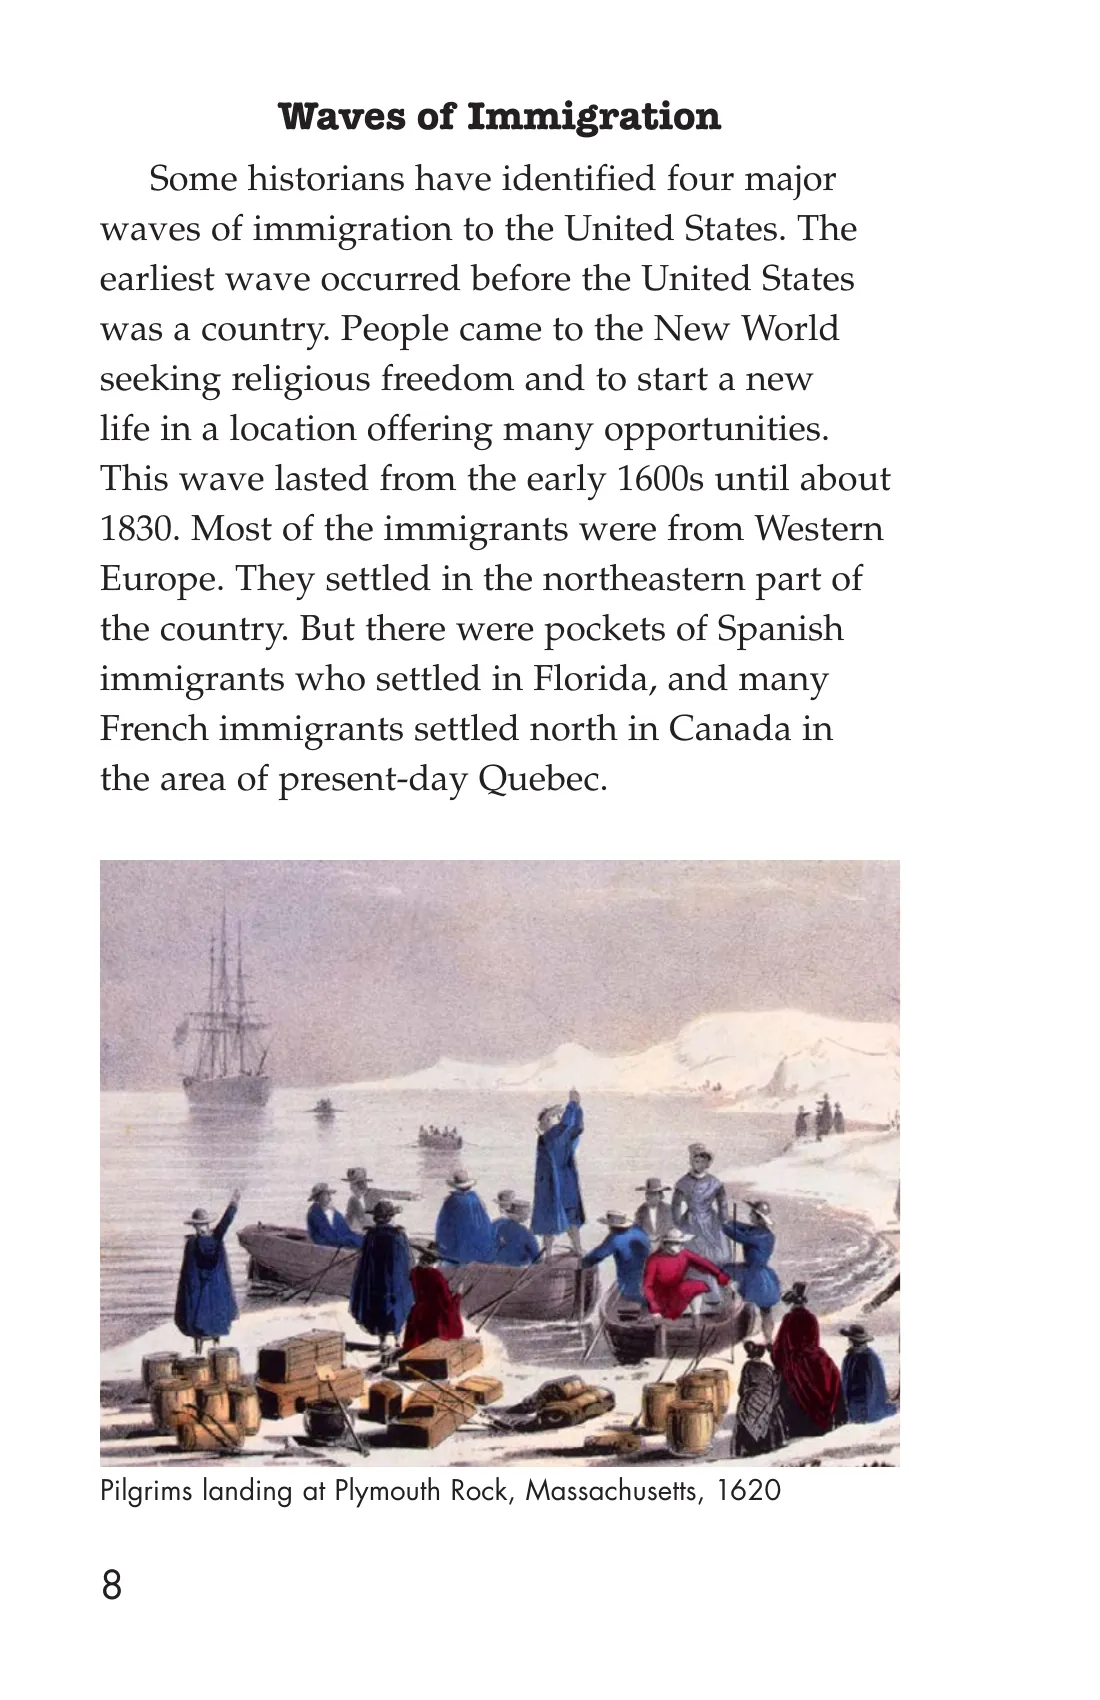 Waves of Immigration
Some historians have identified four major
waves of immigration to the United States. The
earliest wave occurred before the United States
was a country. People came to the New World
seeking religious freedom and to start a new
life in a location offering many opportunities.
This wave lasted from the early 1600s until about
1830. Most of the immigrants were from Western
Europe. They settled in the northeastern part of
the country. But there were pockets of Spanish
immigrants who settled in Florida, and many
French immigrants settled north in Canada in
the area of present-day Quebec.
Pilgrims landing at Plymouth Rock, Massachusetts, 1620
8